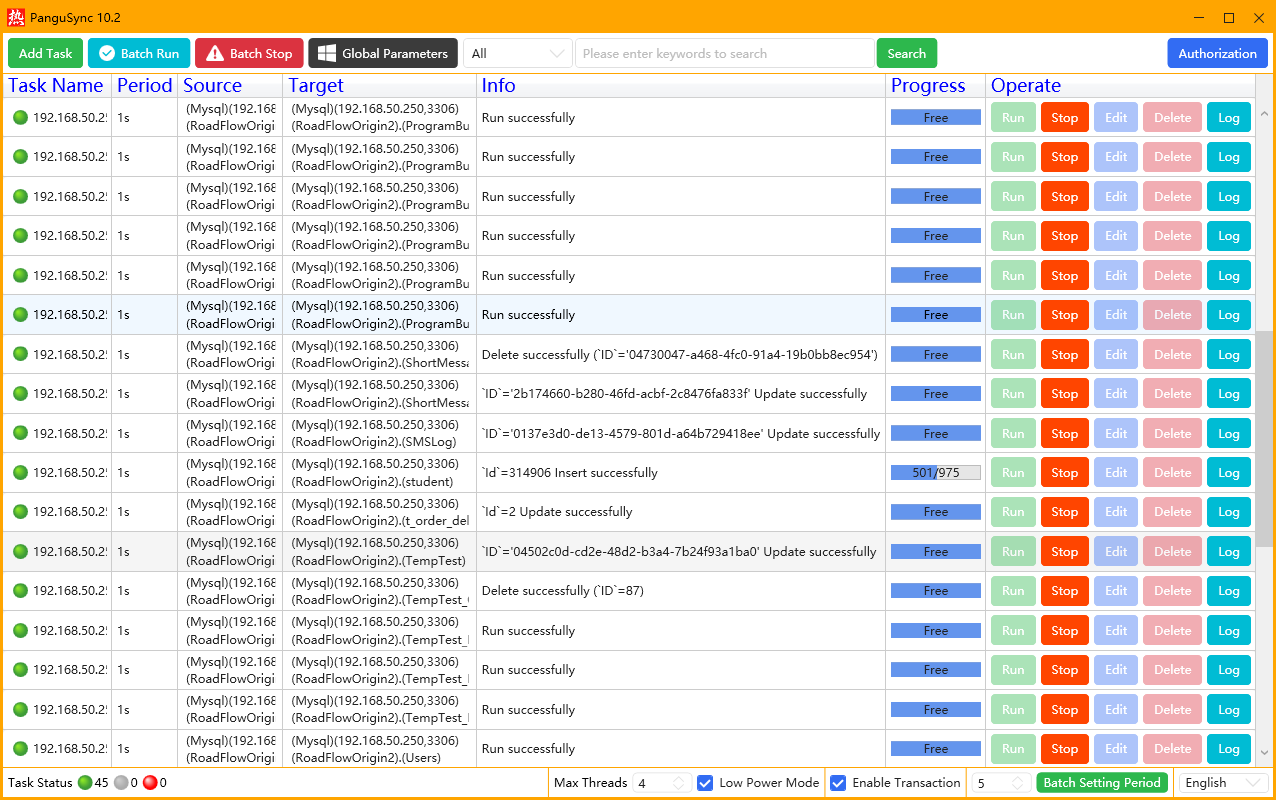 热 PanguSync 10.2
Add Task Batch Run Batch Stop Global Parameters All Please enter keywords to search Search Authorization
Task Name Period Source Target Info Progress Operate
192.168.50.25 1s (Mysql)(192.168 (Mysql)(192.168.50.250,3306) Run successfully Free Run Stop Edit Delete Log
(RoadFlowOrigi (RoadFlowOrigin2).(ProgramBu
192.168.50.25 1s (Mysql)(192.168 (Mysql)(192.168.50.250,3306) Run successfully Free Run Stop Edit Delete Log
(RoadFlowOrigi (RoadFlowOrigin2).(ProgramBu
192.168.50.25 1s (Mysql)(192.168 (Mysql)(192.168.50.250,3306) Run successfully Free Run Stop Edit Delete Log
(RoadFlowOrigi (RoadFlowOrigin2).(ProgramBu
192.168.50.25 1s (Mysql)(192.168 (Mysql)(192.168.50.250,3306) Run successfully Free Run Stop Edit Delete Log
(RoadFlowOrigi (RoadFlowOrigin2).(ProgramBu
192.168.50.25 1s (Mysql)(192.168 (Mysql)(192.168.50.250,3306) Run successfully Free Run Stop Edit Delete Log
(RoadFlowOrigi (RoadFlowOrigin2).(ProgramBu
192.168.50.25 1s (Mysql)(192.168 (Mysql)(192.168.50.250,3306) Run successfully Free Run Stop Edit Delete Log
(RoadFlowOrigi (RoadFlowOrigin2).(ProgramBu
192.168.50.25 1s (Mysql)(192.168 (Mysql)(192.168.50.250,3306) Delete successfully (`ID`='04730047-a468-4fc0-91a4-19b0bb8ec954') Free Run Stop Edit Delete Log
(RoadFlowOrigi (RoadFlowOrigin2).(ShortMessa
192.168.50.25 1s (Mysql)(192.168 (Mysql)(192.168.50.250,3306) `ID`='2b174660-b280-46fd-acbf-2c8476fa833f' Update successfully Free Run Stop Edit Delete Log
(RoadFlowOrigi (RoadFlowOrigin2).(ShortMessa
192.168.50.25 1s (Mysql)(192.168 (Mysql)(192.168.50.250,3306) `ID`='0137e3d0-de13-4579-801d-a64b729418ee' Update successfully Free Run Stop Edit Delete Log
(RoadFlowOrigi (RoadFlowOrigin2).(SMSLog)
192.168.50.25 1s (Mysql)(192.168 (Mysql)(192.168.50.250,3306) `Id`=314906 Insert successfully 501/975 Run Stop Edit Delete Log
(RoadFlowOrigi (RoadFlowOrigin2).(student)
192.168.50.25 1s (Mysql)(192.168 (Mysql)(192.168.50.250,3306) `Id`=2 Update successfully Free Run Stop Edit Delete Log
(RoadFlowOrigi (RoadFlowOrigin2).(t_order_del
192.168.50.25 1s (Mysql)(192.168 (Mysql)(192.168.50.250,3306) `ID`='04502c0d-cd2e-48d2-b3a4-7b24f93a1ba0' Update successfully Free Run Stop Edit Delete Log
(RoadFlowOrigi (RoadFlowOrigin2).(TempTest)
192.168.50.25 1s (Mysql)(192.168 (Mysql)(192.168.50.250,3306) Delete successfully (`ID`=87) Free Run Stop Edit Delete Log
(RoadFlowOrigi (RoadFlowOrigin2).(TempTest_
192.168.50.25 1s (Mysql)(192.168 (Mysql)(192.168.50.250,3306) Run successfully Free Run Stop Edit Delete Log
(RoadFlowOrigi (RoadFlowOrigin2).(TempTest_
192.168.50.25 1s (Mysql)(192.168 (Mysql)(192.168.50.250,3306) Run successfully Free Run Stop Edit Delete Log
(RoadFlowOrigi (RoadFlowOrigin2).(TempTest_
192.168.50.25 1s (Mysql)(192.168 (Mysql)(192.168.50.250,3306) Run successfully Free Run Stop Edit Delete Log
(RoadFlowOrigi (RoadFlowOrigin2).(TempTest_
192.168.50.25 1s (Mysql)(192.168 (Mysql)(192.168.50.250,3306) Run successfully Free Run Stop Edit Delete Log
(RoadFlowOrigi (RoadFlowOrigin2).(Users)
Task Status 45 0 0 Max Threads 4 Low Power Mode Enable Transaction 5 Batch Setting Period English